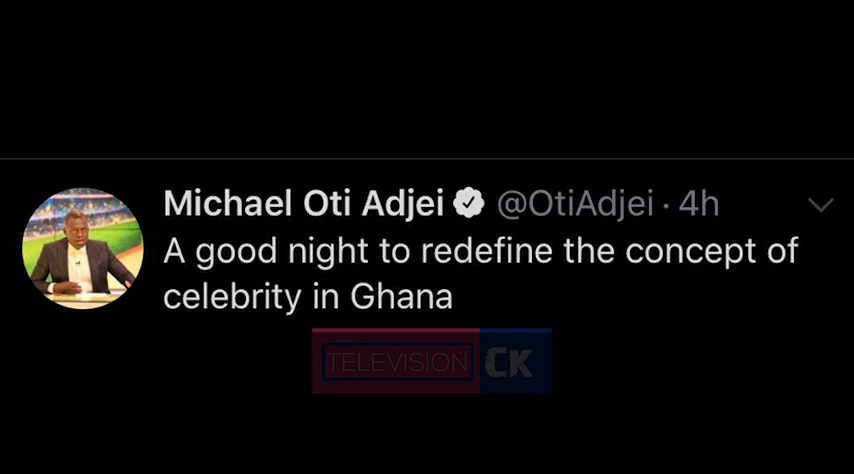 Michael Oti Adjei @OtiAdjei · 4h
A good night to redefine the concept of
celebrity in Ghana
TELEVISION CK